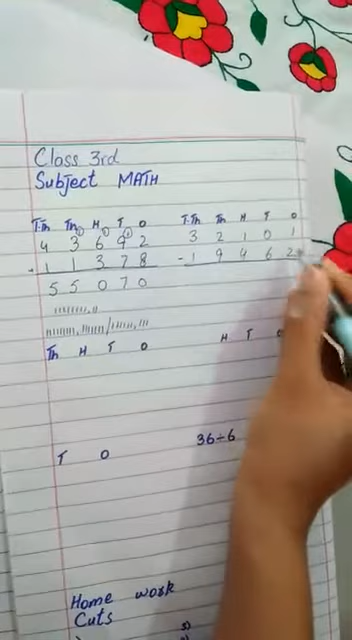 Class 3rd
Subject MATH
T.Th Th H T O T.Th Th H T O
4 3 6 9 2 3 2 1 0 1
+ 1 1 3 7 8 - 1 9 4 6 2
5 5 0 7 0
Th H T O H T O
T O 36÷6
Home work
Cuts